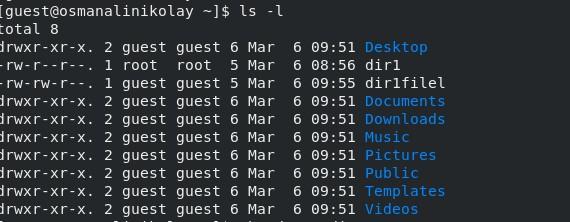 [guest@osmanalinikolay ~]$ ls -l
total 8
drwxr-xr-x. 2 guest guest 6 Mar  6 09:51 Desktop
-rw-r--r--. 1 root  root  5 Mar  6 08:56 dir1
-rw-rw-r--. 1 guest guest 5 Mar  6 09:55 dir1filel
drwxr-xr-x. 2 guest guest 6 Mar  6 09:51 Documents
drwxr-xr-x. 2 guest guest 6 Mar  6 09:51 Downloads
drwxr-xr-x. 2 guest guest 6 Mar  6 09:51 Music
drwxr-xr-x. 2 guest guest 6 Mar  6 09:51 Pictures
drwxr-xr-x. 2 guest guest 6 Mar  6 09:51 Public
drwxr-xr-x. 2 guest guest 6 Mar  6 09:51 Templates
drwxr-xr-x. 2 guest guest 6 Mar  6 09:51 Videos